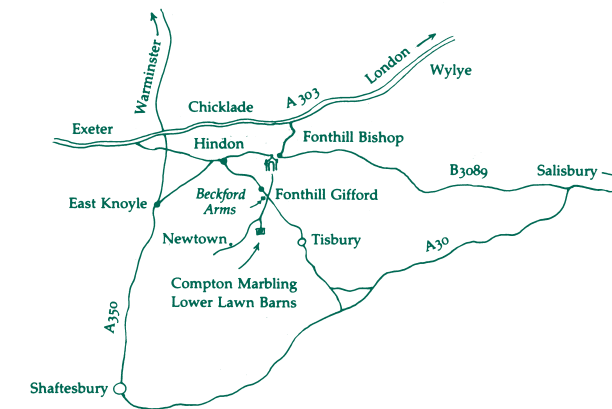 London
Warminster
Wylye
Chicklade
A 303
Exeter
Hindon
Fonthill Bishop
B3089
Salisbury
East Knoyle
Beckford
Arms
Fonthill Gifford
Newtown
Tisbury
A30
Compton Marbling
Lower Lawn Barns
A350
Shaftesbury